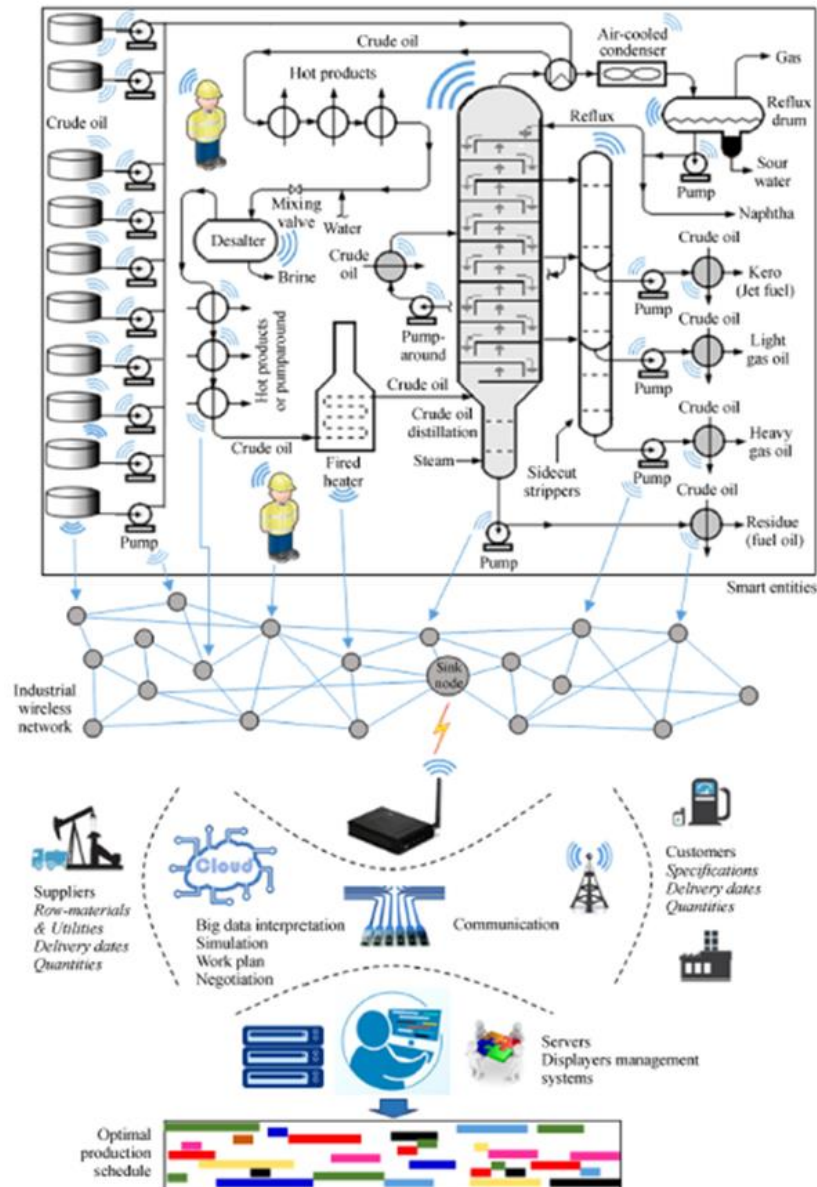 Crude oil
Air-cooled
condenser
Gas
Hot products
Reflux
drum
Crude oil
Reflux
Pump
Sour
water
Mixing
valve
Water
Naphtha
Desalter
Crude
oil
Crude oil
Brine
Kero
(Jet fuel)
Pump
Crude oil
Pump-
around
Hot products
or pumparound
Light
gas oil
Crude oil
Pump
Crude oil
distillation
Crude oil
Crude oil
Fired
heater
Steam
Sidecut
strippers
Heavy
gas oil
Pump
Crude oil
Pump
Pump
Residue
(fuel oil)
Smart entities
Sink
node
Industrial
wireless
network
Suppliers
Row-materials
& Utilities
Delivery dates
Quantities
Cloud
Big data interpretation
Simulation
Work plan
Negotiation
Communication
Customers
Specifications
Delivery dates
Quantities
Servers
Displayers management
systems
Optimal
production
schedule